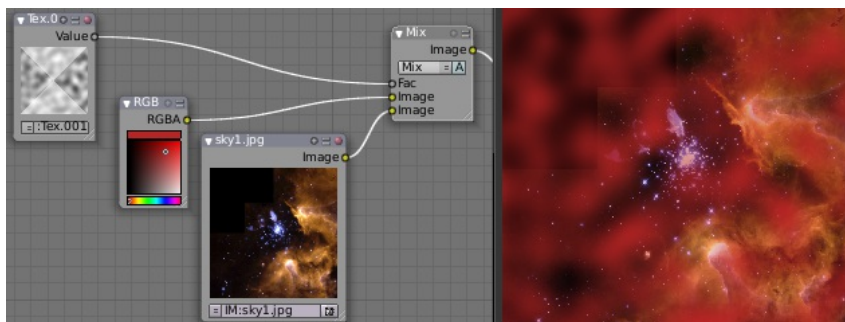 Tex.0
Value
:Tex.001
RGB
RGBA
sky1.jpg
Image
IM:sky1.jpg
Mix
Image
Mix
A
Fac
Image
Image